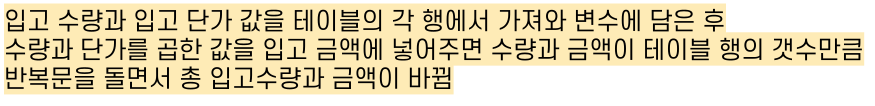 입고 수량과 입고 단가 값을 테이블의 각 행에서 가져와 변수에 담은 후
수량과 단가를 곱한 값을 입고 금액에 넣어주면 수량과 금액이 테이블 행의 갯수만큼
반복문을 돌면서 총 입고수량과 금액이 바뀜